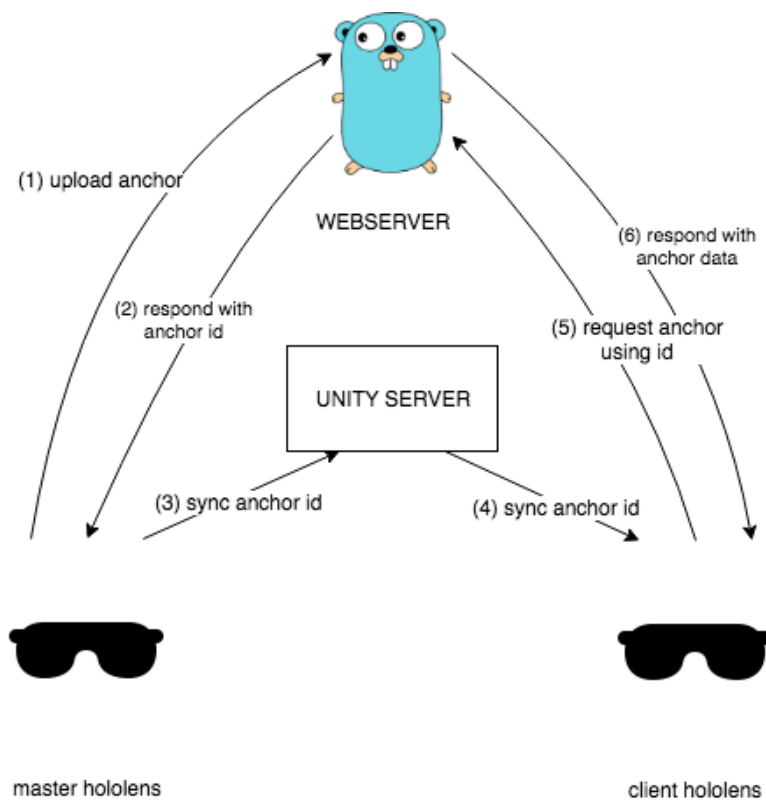 (1) upload anchor
WEBSERVER
(6) respond with
anchor data
(2) respond with
anchor id
(5) request anchor
using id
UNITY SERVER
(3) sync anchor id
(4) sync anchor id
master hololens
client hololens